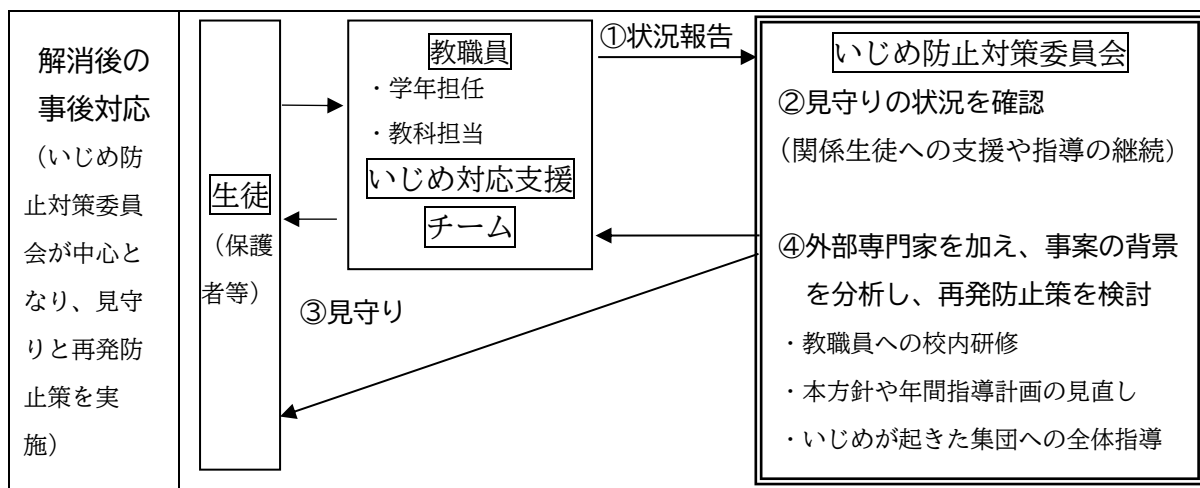 解消後の
事後対応
（いじめ防
止対策委員
会が中心と
なり、見守
りと再発防
止策を実
施）
生徒
（保護
者等）
教職員
・学年担任
・教科担当
いじめ対応支援
チーム
①状況報告
③見守り
いじめ防止対策委員会
②見守りの状況を確認
（関係生徒への支援や指導の継続）
④外部専門家を加え、事案の背景
を分析し、再発防止策を検討
・教職員への校内研修
・本方針や年間指導計画の見直し
・いじめが起きた集団への全体指導